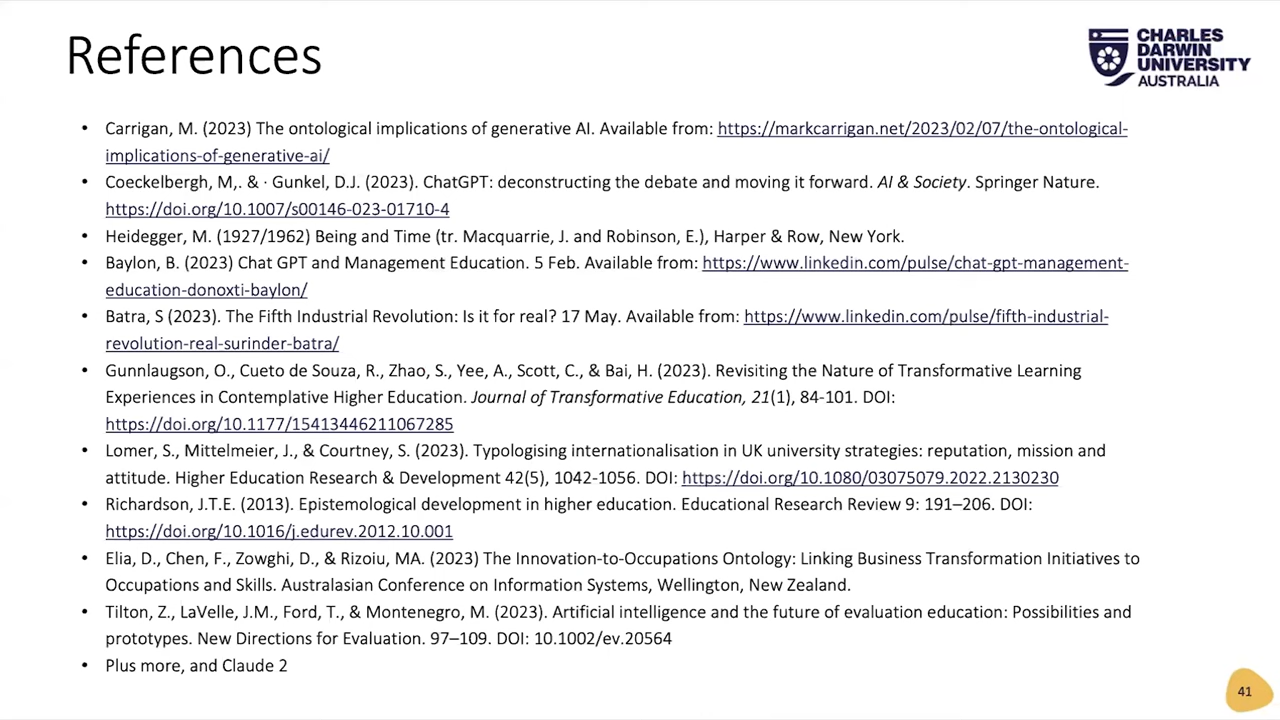 References
CHARLES
DARWIN
UNIVERSITY
AUSTRALIA
• Carrigan, M. (2023) The ontological implications of generative AI. Available from: https://markcarrigan.net/2023/02/07/the-ontological-
implications-of-generative-ai/
• Coeckelbergh, M,. & · Gunkel, D.J. (2023). ChatGPT: deconstructing the debate and moving it forward. AI & Society. Springer Nature.
https://doi.org/10.1007/s00146-023-01710-4
• Heidegger, M. (1927/1962) Being and Time (tr. Macquarrie, J. and Robinson, E.), Harper & Row, New York.
• Baylon, B. (2023) Chat GPT and Management Education. 5 Feb. Available from: https://www.linkedin.com/pulse/chat-gpt-management-
education-donoxti-baylon/
• Batra, S (2023). The Fifth Industrial Revolution: Is it for real? 17 May. Available from: https://www.linkedin.com/pulse/fifth-industrial-
revolution-real-surinder-batra/
• Gunnlaugson, O., Cueto de Souza, R., Zhao, S., Yee, A., Scott, C., & Bai, H. (2023). Revisiting the Nature of Transformative Learning
Experiences in Contemplative Higher Education. Journal of Transformative Education, 21(1), 84-101. DOI:
https://doi.org/10.1177/15413446211067285
• Lomer, S., Mittelmeier, J., & Courtney, S. (2023). Typologising internationalisation in UK university strategies: reputation, mission and
attitude. Higher Education Research & Development 42(5), 1042-1056. DOI: https://doi.org/10.1080/03075079.2022.2130230
• Richardson, J.T.E. (2013). Epistemological development in higher education. Educational Research Review 9: 191–206. DOI:
https://doi.org/10.1016/j.edurev.2012.10.001
• Elia, D., Chen, F., Zowghi, D., & Rizoiu, MA. (2023) The Innovation-to-Occupations Ontology: Linking Business Transformation Initiatives to
Occupations and Skills. Australasian Conference on Information Systems, Wellington, New Zealand.
• Tilton, Z., LaVelle, J.M., Ford, T., & Montenegro, M. (2023). Artificial intelligence and the future of evaluation education: Possibilities and
prototypes. New Directions for Evaluation. 97–109. DOI: 10.1002/ev.20564
• Plus more, and Claude 2
41